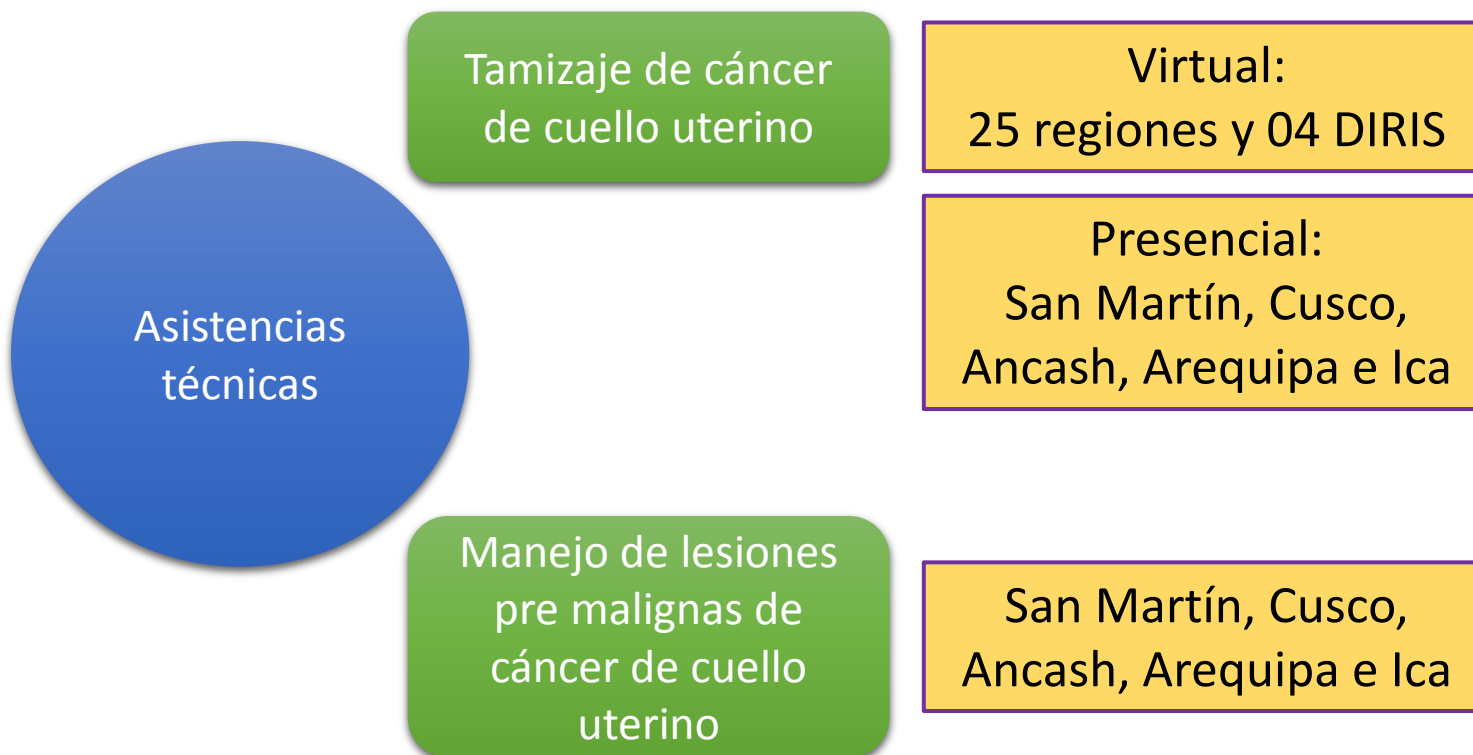 Asistencias
técnicas
Tamizaje de cáncer
de cuello uterino
Virtual:
25 regiones y 04 DIRIS
Presencial:
San Martín, Cusco,
Ancash, Arequipa e Ica
Manejo de lesiones
pre malignas de
cáncer de cuello
uterino
San Martín, Cusco,
Ancash, Arequipa e Ica